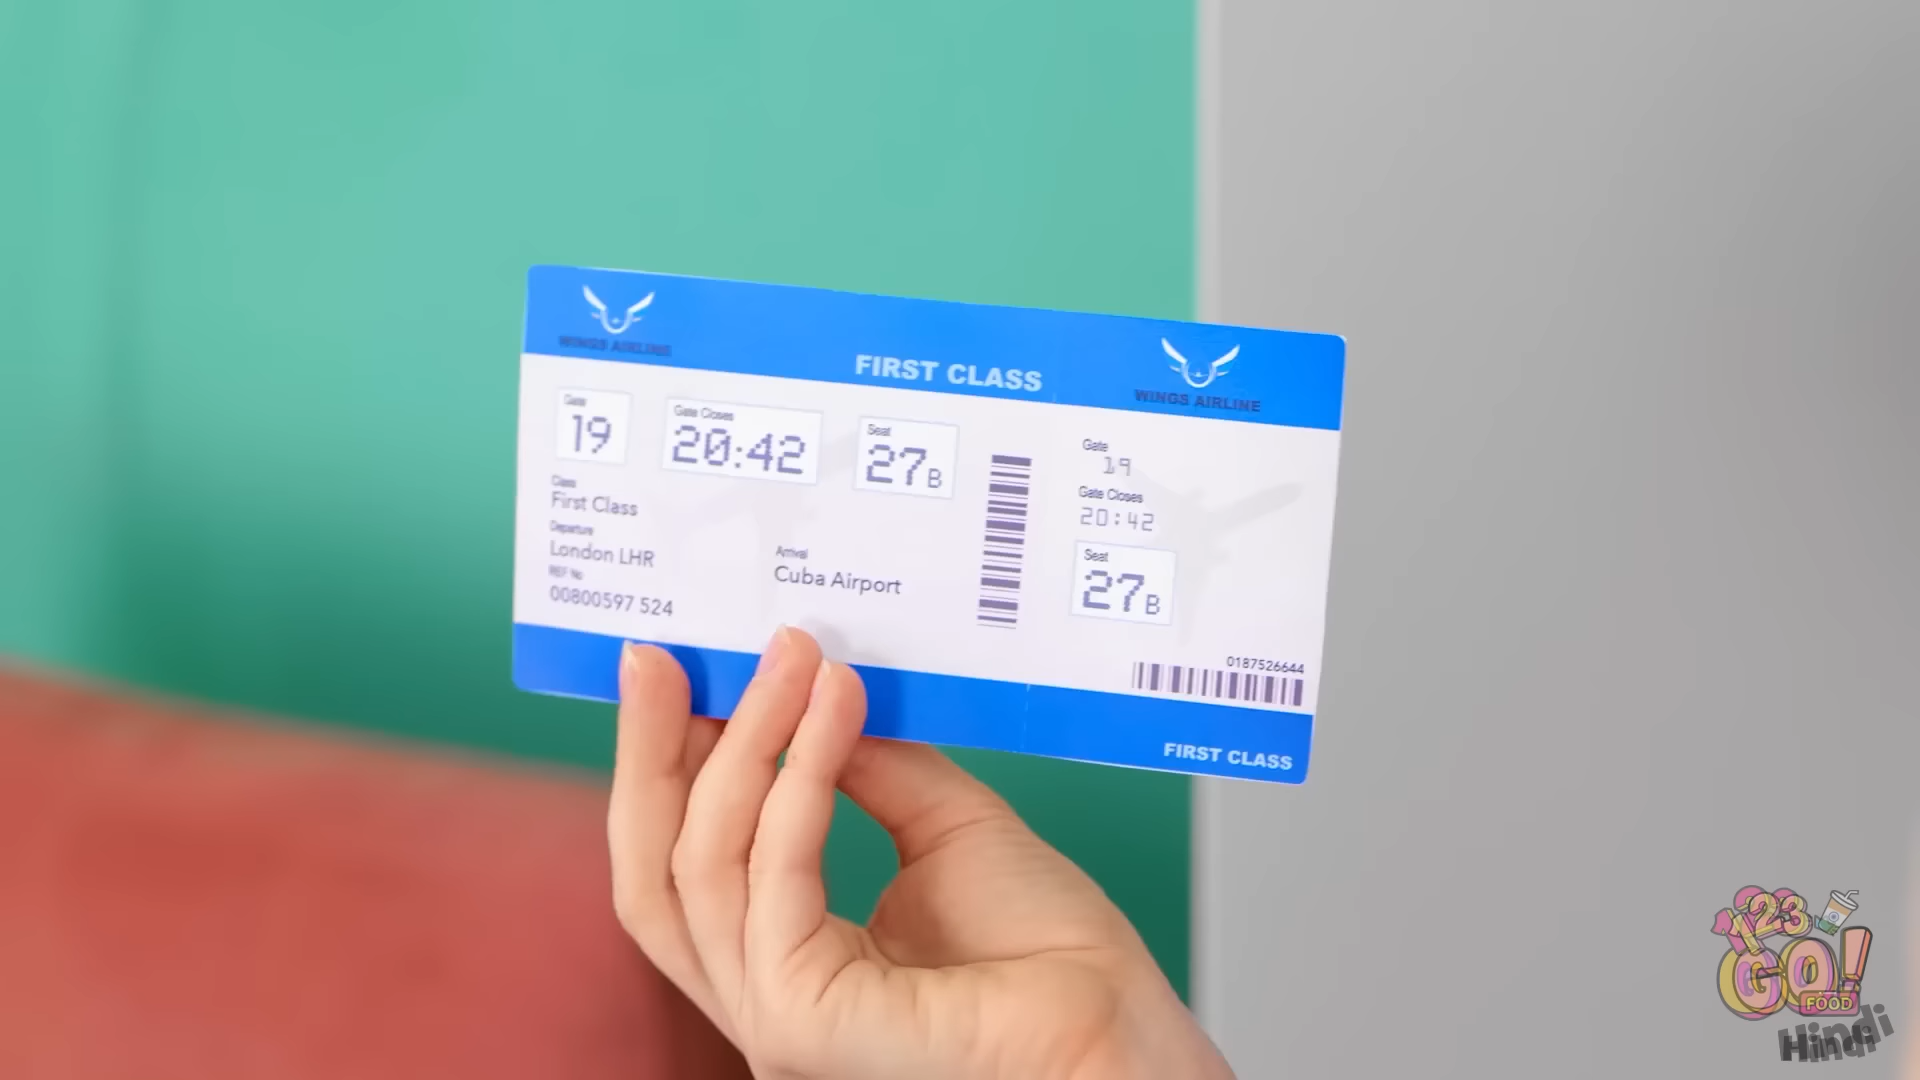 WINGS AIRLINE
FIRST CLASS
WINGS AIRLINE
Gate
19
Gate Closes
20:42
Seat
27B
Class
First Class
Departure
London LHR
REF No
00800597 524
Arrival
Cuba Airport
Gate
19
Gate Closes
20:42
Seat
27B
0187526644
FIRST CLASS
123
GO!
FOOD
Hindi